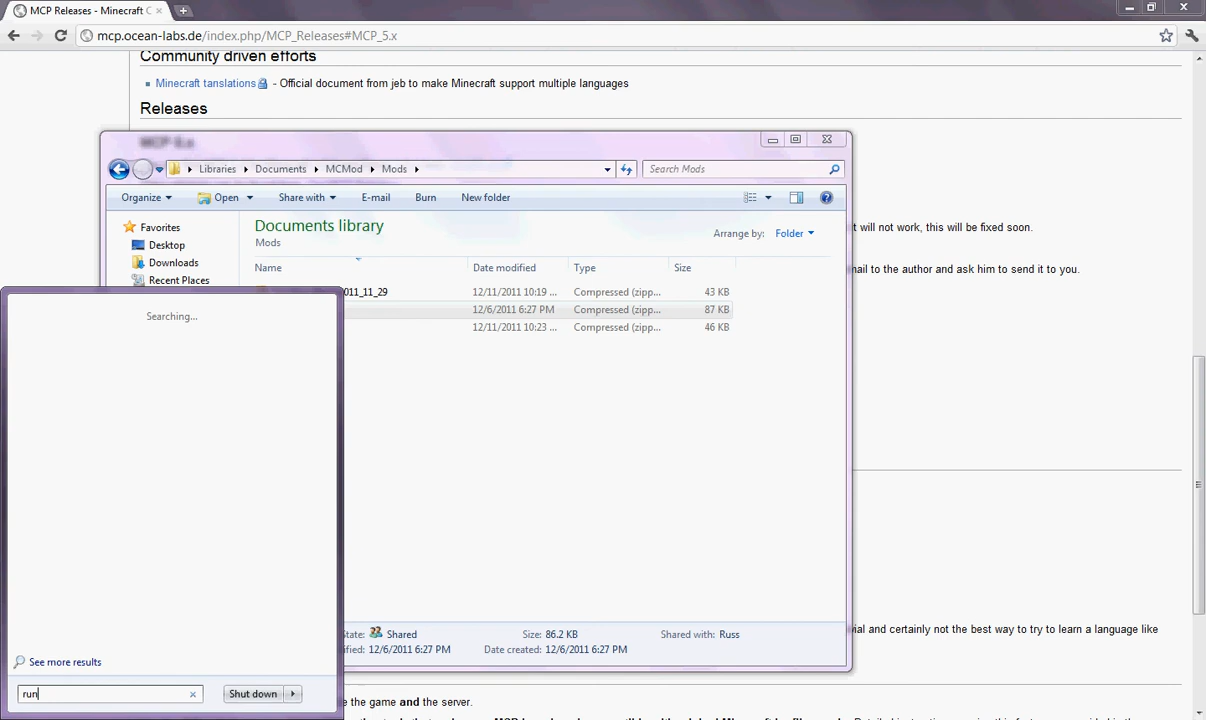 MCP Releases - Minecraft C
mcp.ocean-labs.de/index.php/MCP_Releases#MCP_5.x
Community driven efforts
Minecraft tanslations - Official document from jeb to make Minecraft support multiple languages
Releases
Libraries Documents MCMod Mods Search Mods
Organize Open Share with E-mail Burn New folder
Favorites
Desktop
Downloads
Recent Places
Documents library
Mods
Arrange by: Folder
Name Date modified Type Size
011_11_29 12/11/2011 10:19 ... Compressed (zipp... 43 KB
12/6/2011 6:27 PM Compressed (zipp... 87 KB
12/11/2011 10:23 ... Compressed (zipp... 46 KB
t will not work, this will be fixed soon.
mail to the author and ask him to send it to you.
Searching...
See more results
run
Shut down
State: Shared Size: 86.2 KB Shared with: Russ
ified: 12/6/2011 6:27 PM Date created: 12/6/2011 6:27 PM
vial and certainly not the best way to try to learn a language like
e the game and the server.